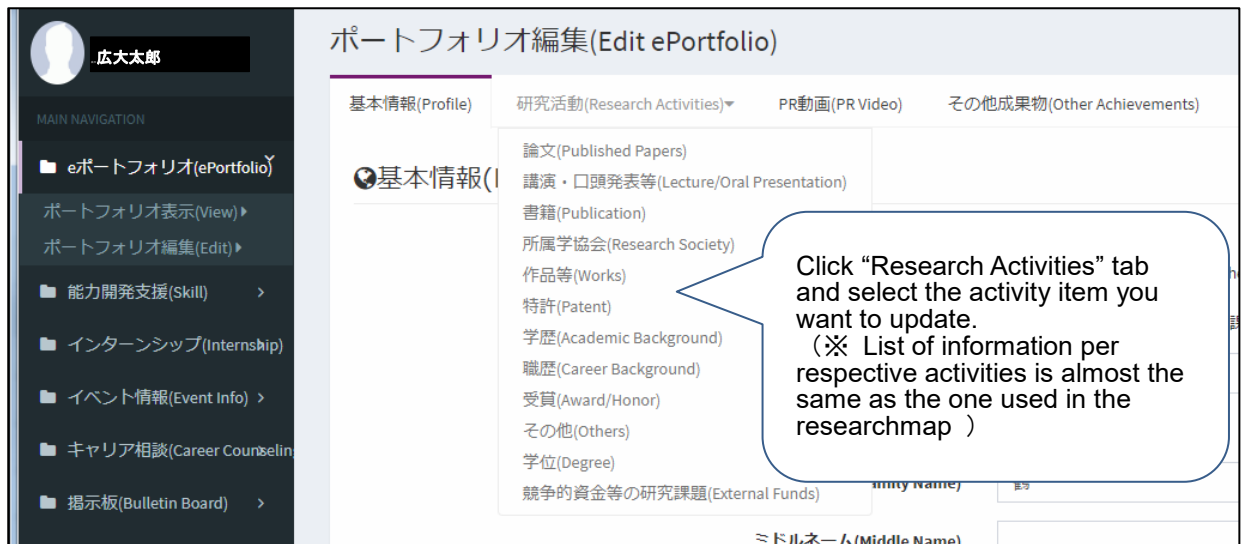 広大太郎
MAIN NAVIGATION
eポートフォリオ(ePortfolio)
ポートフォリオ表示(View)
ポートフォリオ編集(Edit)
能力開発支援(Skill)
インターンシップ(Internship)
イベント情報(Event Info)
キャリア相談(Career Counseling
掲示板(Bulletin Board)
ポートフォリオ編集(Edit ePortfolio)
基本情報(Profile) 研究活動(Research Activities) PR動画(PR Video) その他成果物(Other Achievements)
基本情報(
論文(Published Papers)
講演・口頭発表等(Lecture/Oral Presentation)
書籍(Publication)
所属学協会(Research Society)
作品等(Works)
特許(Patent)
学歴(Academic Background)
職歴(Career Background)
受賞(Award/Honor)
その他(Others)
学位(Degree)
競争的資金等の研究課題(External Funds)
Click “Research Activities” tab
and select the activity item you
want to update.
（※ List of information per
respective activities is almost the
same as the one used in the
researchmap ）
Name)
ミドルネーム(Middle Name)